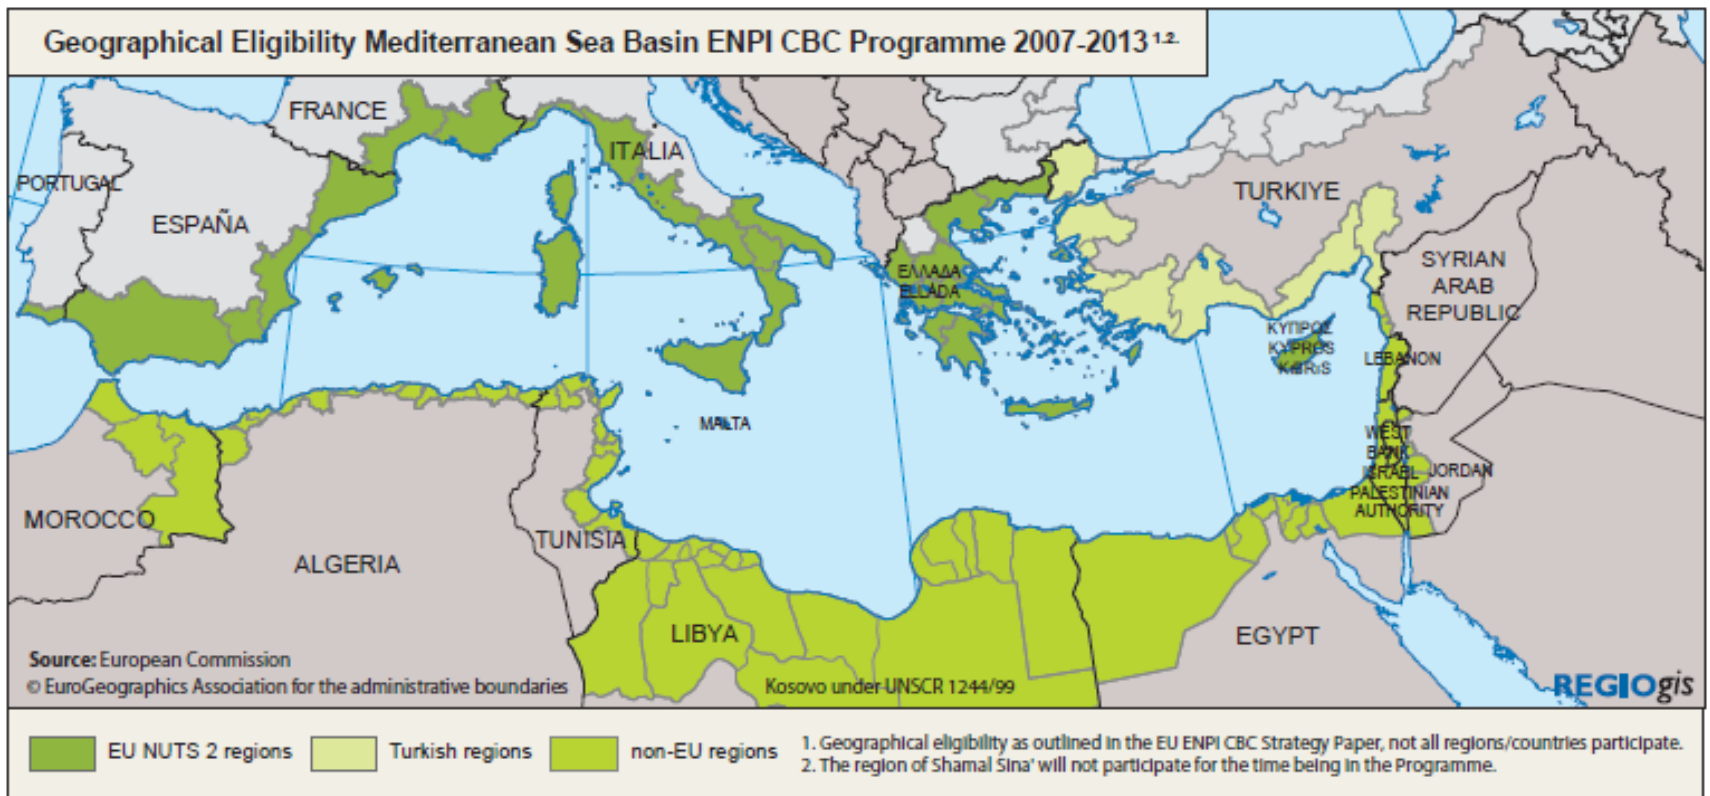 Geographical Eligibility Mediterranean Sea Basin ENPI CBC Programme 2007-2013 1.2.
FRANCE
ITALIA
PORTUGAL
ESPAÑA
TURKIYE
ΕΛΛΑΔΑ
ELLADA
SYRIAN
ARAB
REPUBLIC
ΚΥΠΡΟΣ
KYPROS
KIBRIS
LEBANON
MALTA
WEST
BANK
ISRAEL
JORDAN
PALESTINIAN
AUTHORITY
MOROCCO
ALGERIA
TUNISIA
LIBYA
EGYPT
Source: European Commission
© EuroGeographics Association for the administrative boundaries
Kosovo under UNSCR 1244/99
REGIOgis
EU NUTS 2 regions
Turkish regions
non-EU regions
1. Geographical eligibility as outlined in the EU ENPI CBC Strategy Paper, not all regions/countries participate.
2. The region of Shamal Sina' will not participate for the time being in the Programme.